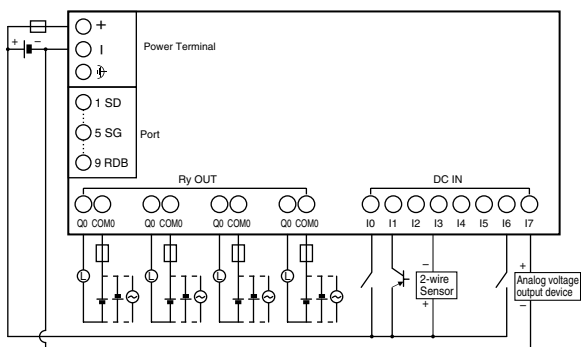 +
Power Terminal
+ −
1 SD
5 SG
Port
9 RDB
Ry OUT
DC IN
Q0 COM0 Q0 COM0 Q0 COM0 Q0 COM0 I0 I1 I2 I3 I4 I5 I6 I7
L L L L
−
2-wire
Sensor
+
+
Analog voltage
output device
−